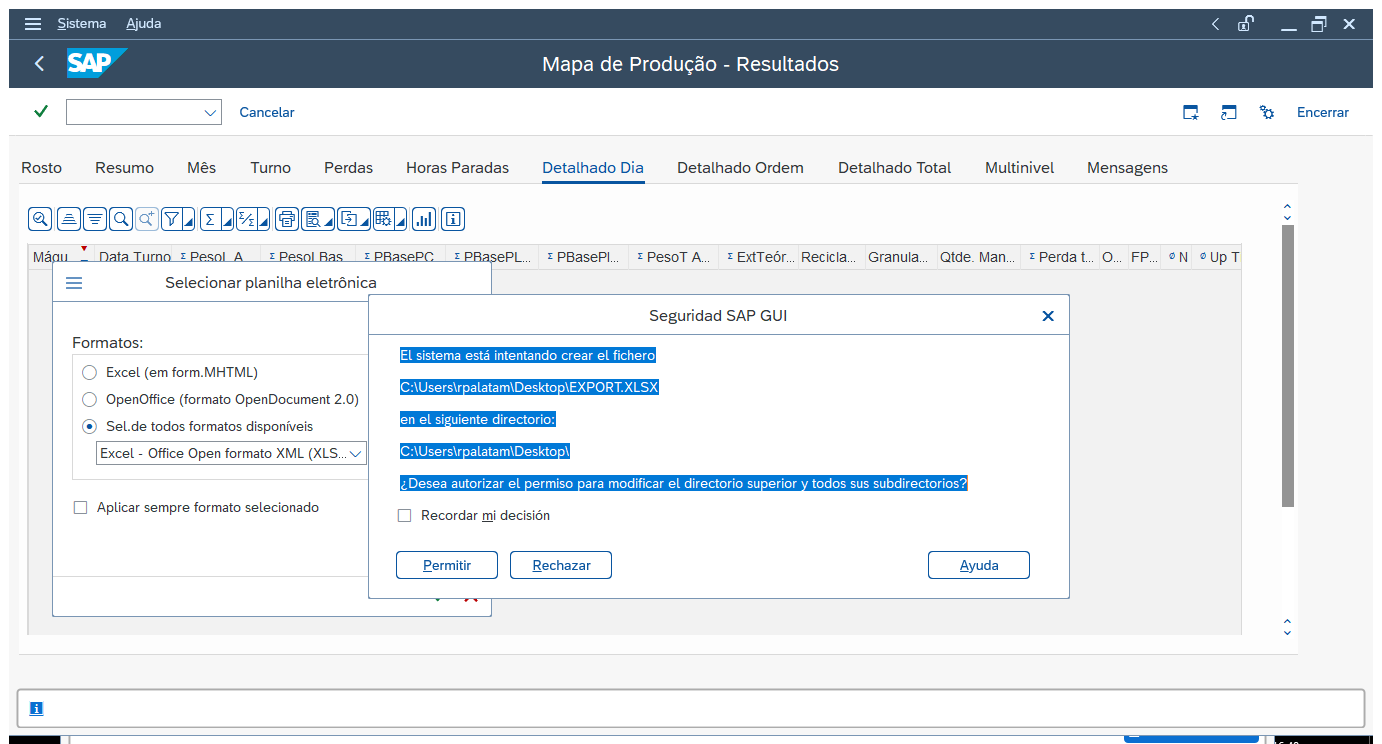 Sistema Ajuda
SAP
Mapa de Produção - Resultados
Cancelar
Encerrar
Rosto Resumo Mês Turno Perdas Horas Paradas Detalhado Dia Detalhado Ordem Detalhado Total Multinivel Mensagens
Máqu Data Turno PesoL A PesoL Bas PBasePC PBasePL... PBasePl... PesoT A... ExtTeór... Recicla... Granula... Qtde. Man... Perda t... O... FP... N Up T
Selecionar planilha eletrônica
Formatos:
Excel (em form.MHTML)
OpenOffice (formato OpenDocument 2.0)
Sel.de todos formatos disponíveis
Excel - Office Open formato XML (XLS...
Aplicar sempre formato selecionado
Seguridad SAP GUI
El sistema está intentando crear el fichero
C:\Users\rpalatam\Desktop\EXPORT.XLSX
en el siguiente directorio:
C:\Users\rpalatam\Desktop\
¿Desea autorizar el permiso para modificar el directorio superior y todos sus subdirectorios?
Recordar mi decisión
Permitir Rechazar Ayuda